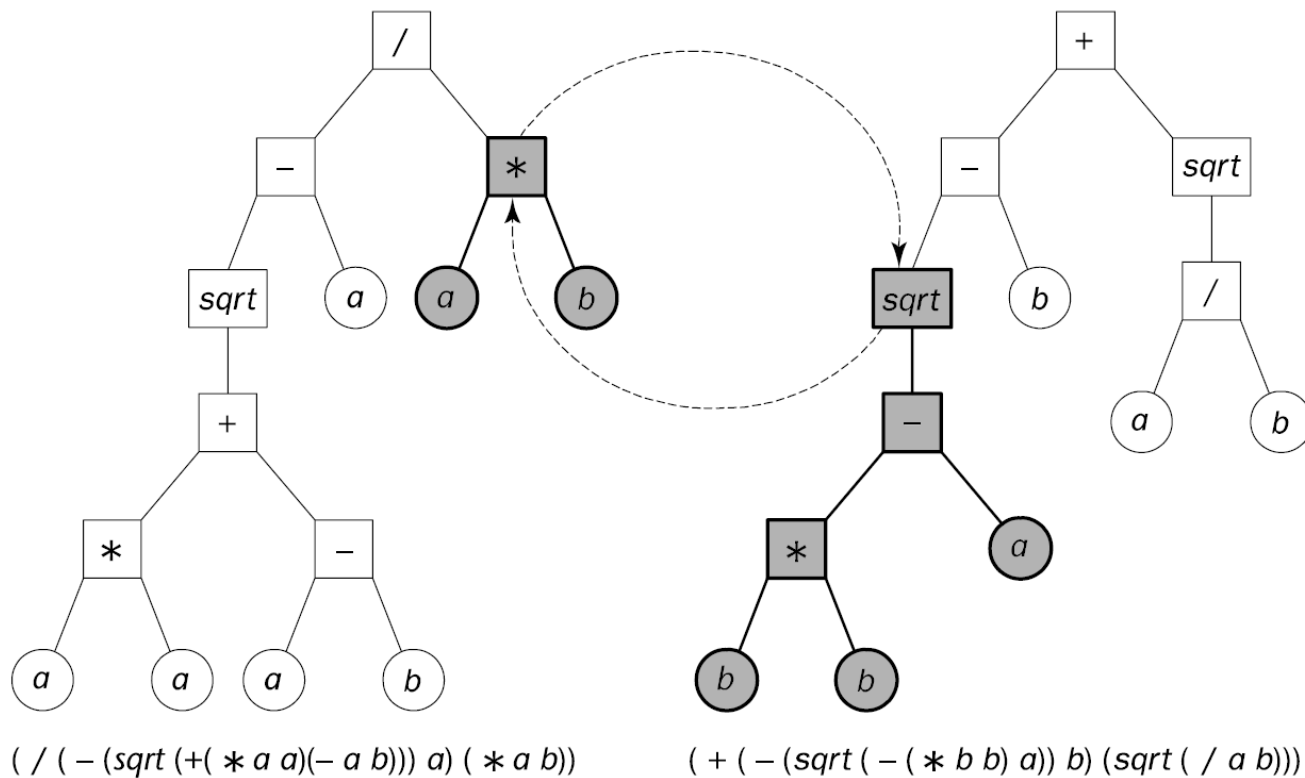 / +
− * − sqrt
sqrt a a b sqrt b /
+ − a b
* − * a
a a a b b b
( / ( − (sqrt (+( * a a)(− a b))) a) ( * a b)) ( + ( − (sqrt ( − ( * b b) a)) b) (sqrt ( / a b)))